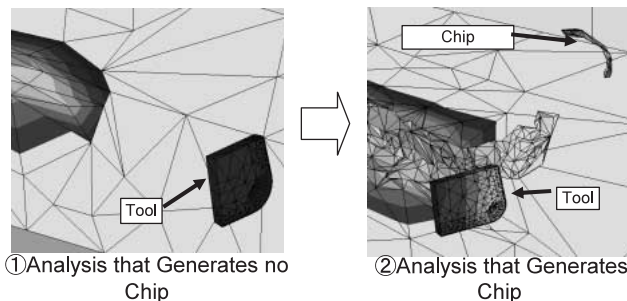 Chip
Tool
Tool
①Analysis that Generates no
Chip
②Analysis that Generates
Chip